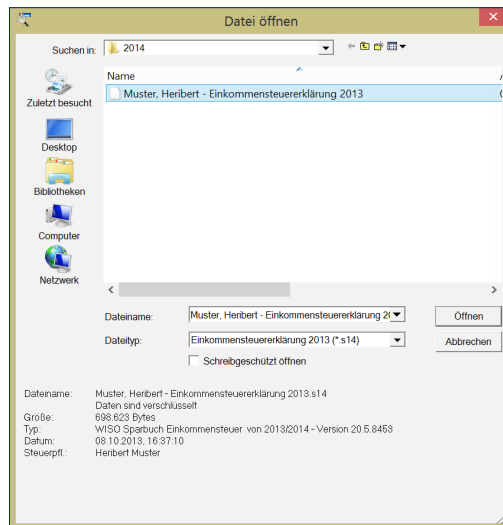 Datei öffnen
Suchen in: 2014
Name
Muster, Heribert - Einkommensteuererklärung 2013
Zuletzt besucht
Desktop
Bibliotheken
Computer
Netzwerk
Dateiname: Muster, Heribert - Einkommensteuererklärung 2 Öffnen
Dateityp: Einkommensteuererklärung 2013 (*.s14) Abbrechen
Schreibgeschützt öffnen
Dateiname: Muster, Heribert - Einkommensteuererklärung 2013.s14
Daten sind verschlüsselt
Größe: 698.623 Bytes
Typ: WISO Sparbuch Einkommensteuer von 2013/2014 - Version 20.5.8453
Datum: 08.10.2013, 16:37:10
Steuerpfl.: Heribert Muster